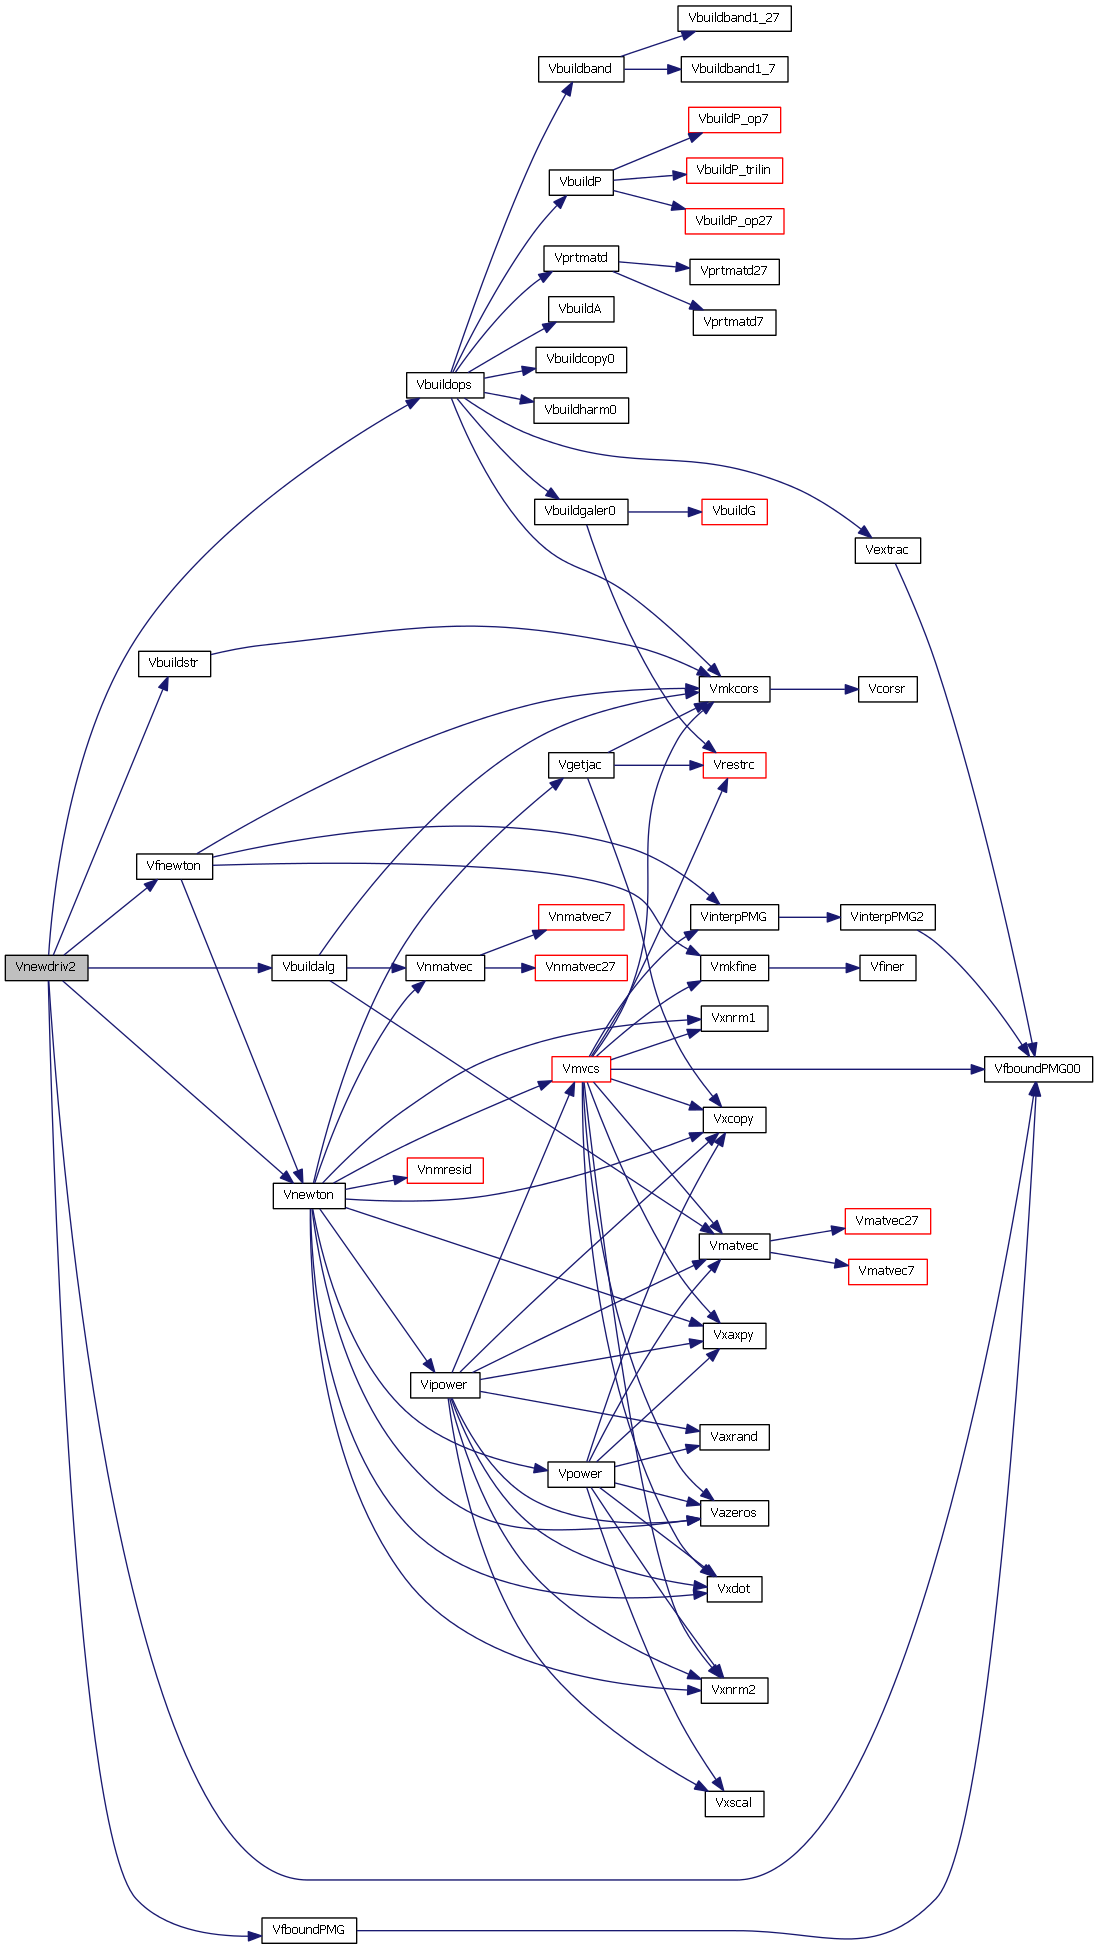 Vbuildband1_27
Vbuildband
Vbuildband1_7
VbuildP_op7
VbuildP_trilin
VbuildP
VbuildP_op27
Vprtmatd
Vprtmatd27
VbuildA
Vprtmatd7
Vbuildcopy0
Vbuildops
Vbuildharm0
Vbuildgaler0
VbuildG
Vextrac
Vbuildstr
Vmkcors
Vcorsr
Vgetjac
Vrestrc
Vfnewton
VinterpPMG
VinterpPMG2
Vnmatvec7
Vnewdriv2
Vbuildalg
Vnmatvec
Vnmatvec27
Vmkfine
Vfiner
Vxnrm1
Vmvcs
VfboundPMG00
Vxcopy
Vnmresid
Vnewton
Vmatvec27
Vmatvec
Vmatvec7
Vxaxpy
Vipower
Vaxrand
Vpower
Vazeros
Vxdot
Vxnrm2
Vxscal
VfboundPMG